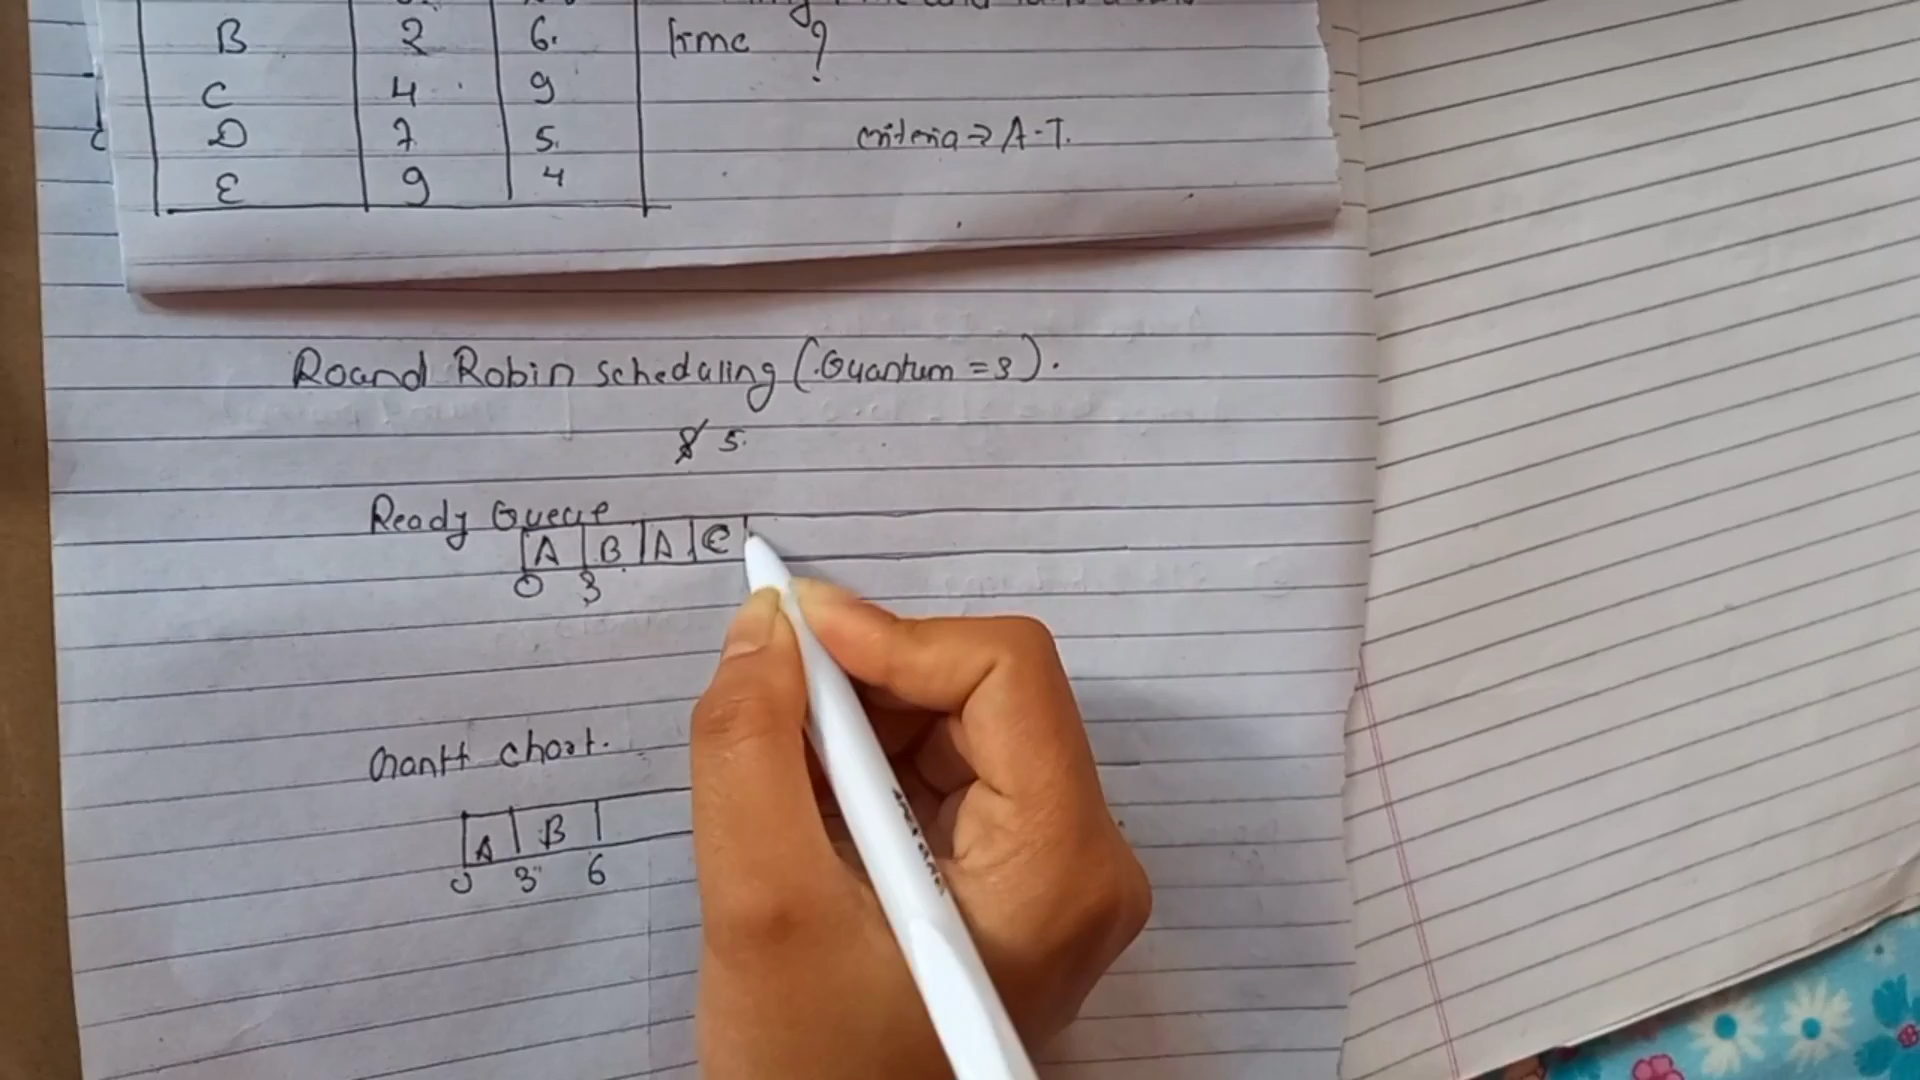 B 2 6.
time ?
C 4 9
D 7 5.
criteria → A-T.
E 9 4
Round Robin scheduling (Quantum = 3).
8 5.
Ready Queue
A B A C
0 3
Gantt chart.
A B
0 3 6